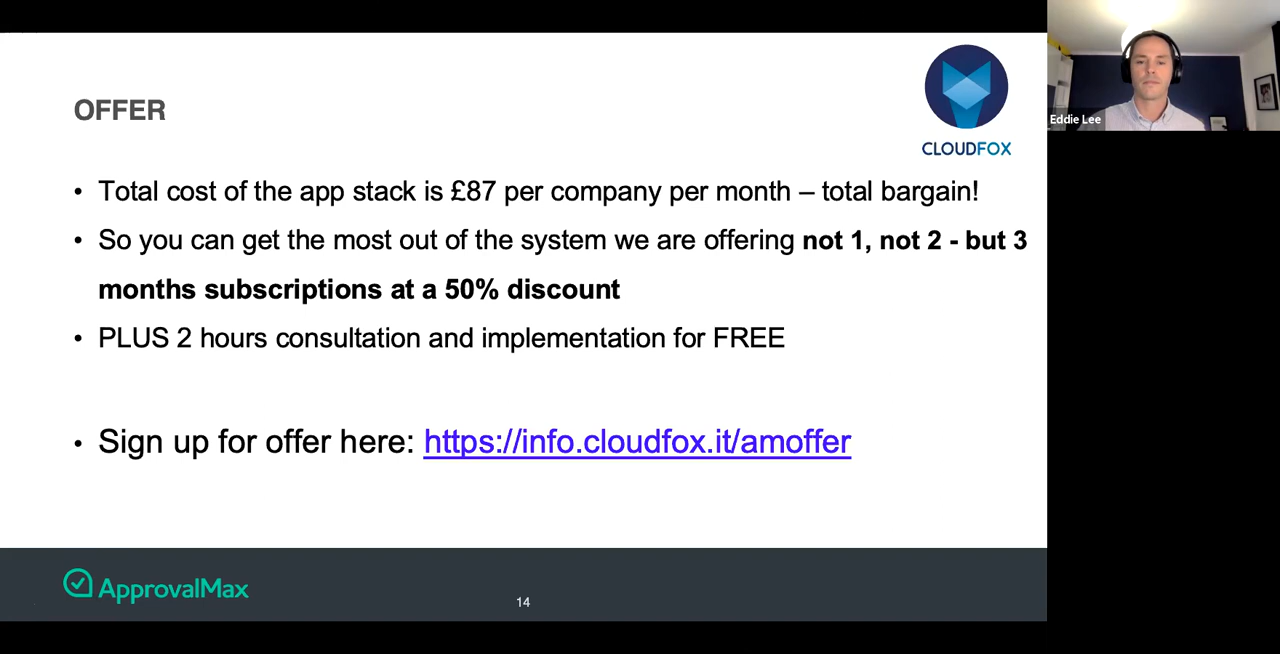 OFFER
CLOUDFOX
Eddie Lee
• Total cost of the app stack is £87 per company per month – total bargain!
• So you can get the most out of the system we are offering not 1, not 2 - but 3
months subscriptions at a 50% discount
• PLUS 2 hours consultation and implementation for FREE
• Sign up for offer here: https://info.cloudfox.it/amoffer
ApprovalMax
14